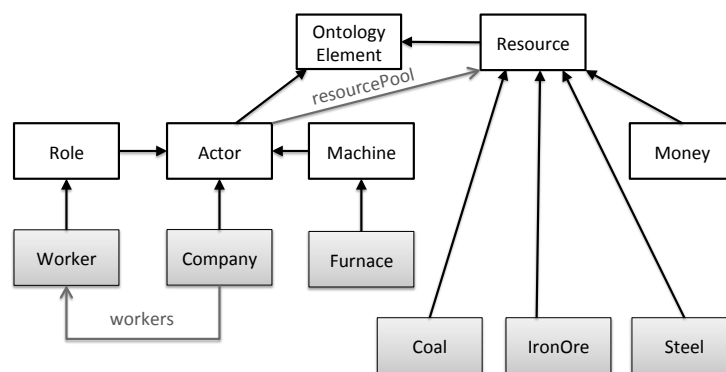 Ontology
Element
Resource
resourcePool
Role
Actor
Machine
Money
Worker
Company
Furnace
workers
Coal
IronOre
Steel